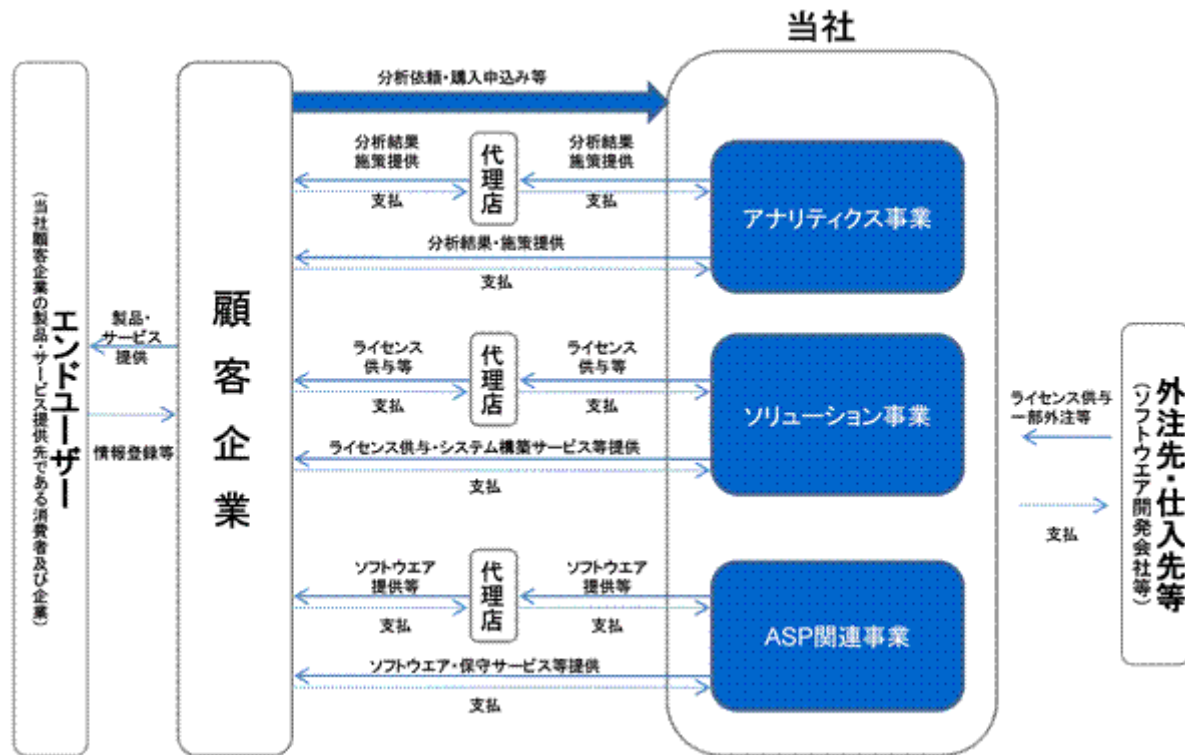 当社
エンドユーザー
(当社顧客企業の製品・サービス提供先である消費者及び企業)
製品・
サービス
提供
情報登録等
顧客企業
分析依頼・購入申込み等
分析結果
施策提供
支払
代理店
分析結果
施策提供
支払
分析結果・施策提供
支払
アナリティクス事業
ライセンス
供与等
支払
代理店
ライセンス
供与等
支払
ライセンス供与・システム構築サービス等提供
支払
ソリューション事業
ソフトウエア
提供等
支払
代理店
ソフトウエア
提供等
支払
ソフトウエア・保守サービス等提供
支払
ASP関連事業
ライセンス供与
一部外注等
支払
外注先・仕入先等
(ソフトウエア開発会社等)